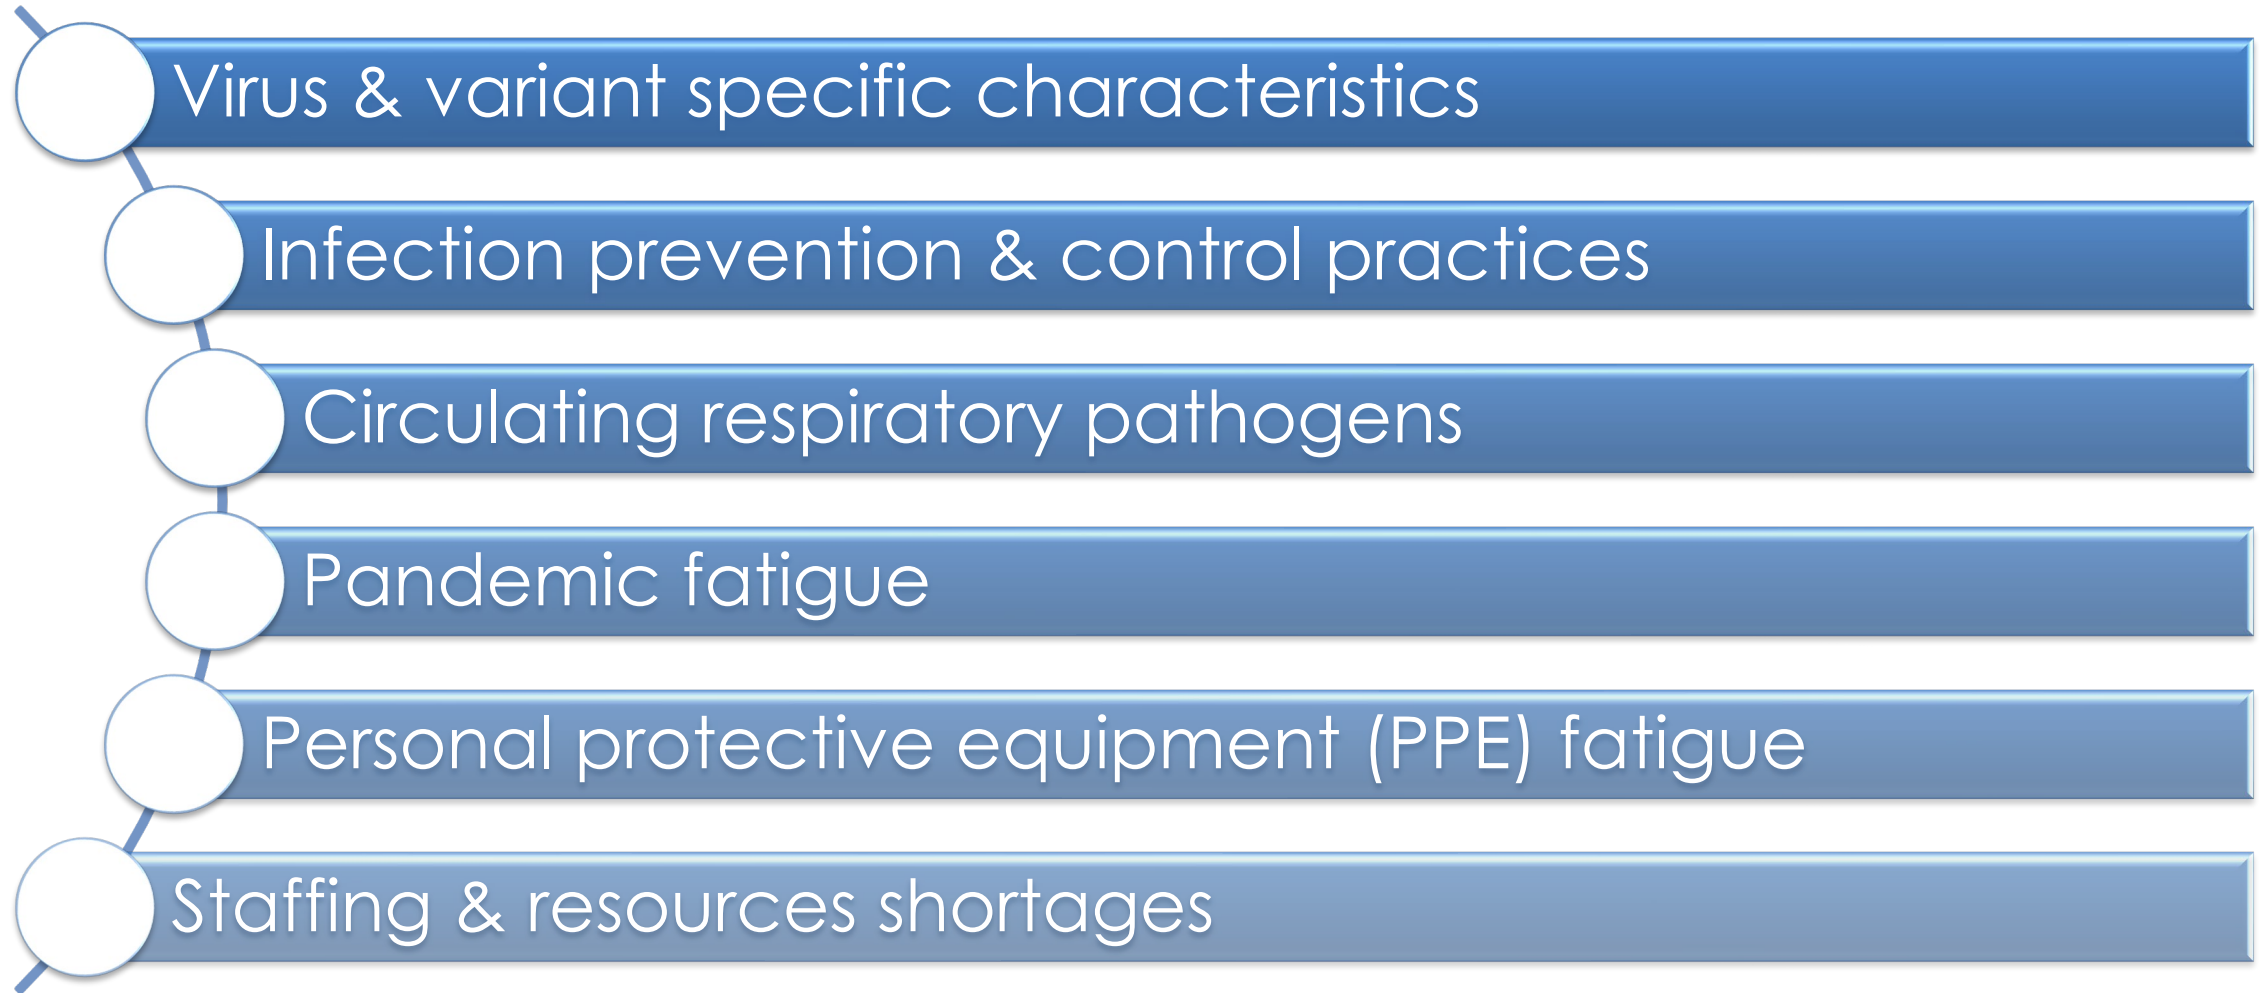 Virus & variant specific characteristics
Infection prevention & control practices
Circulating respiratory pathogens
Pandemic fatigue
Personal protective equipment (PPE) fatigue
Staffing & resources shortages